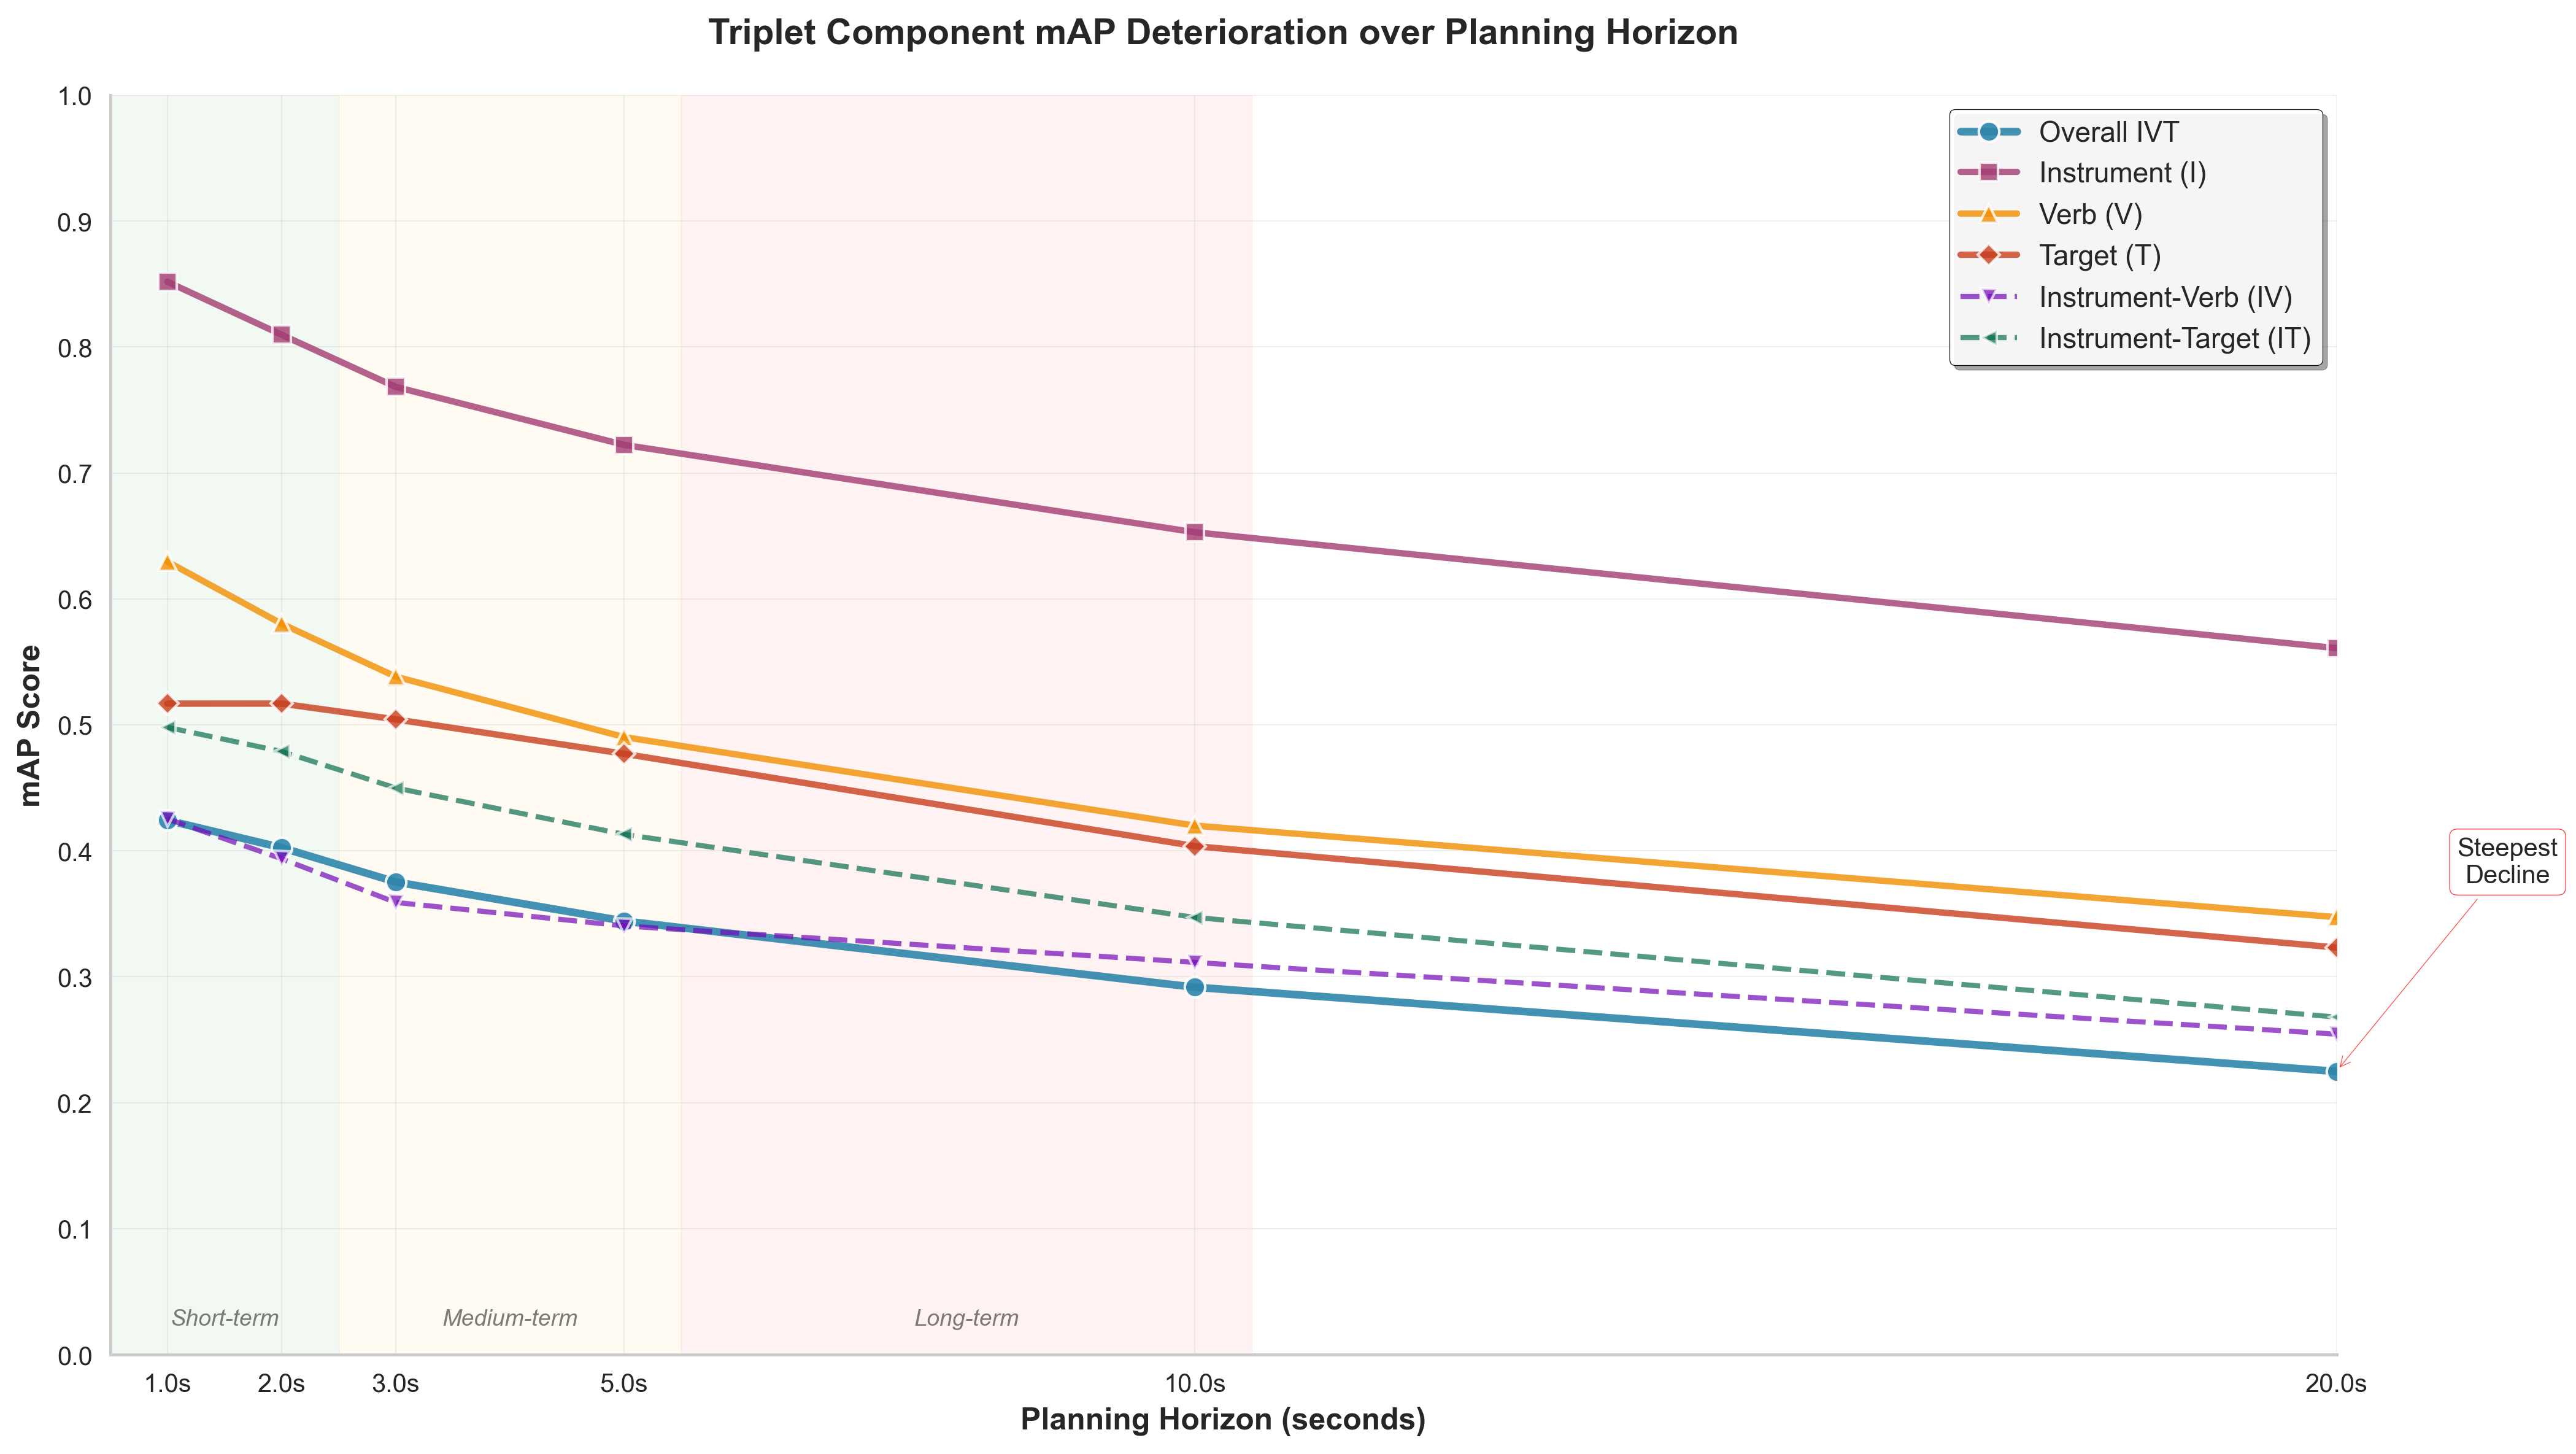 Triplet Component mAP Deterioration over Planning Horizon
mAP Score
1.0
0.9
0.8
0.7
0.6
0.5
0.4
0.3
0.2
0.1
0.0
Overall IVT
Instrument (I)
Verb (V)
Target (T)
Instrument-Verb (IV)
Instrument-Target (IT)
Steepest
Decline
Short-term
Medium-term
Long-term
1.0s
2.0s
3.0s
5.0s
10.0s
20.0s
Planning Horizon (seconds)